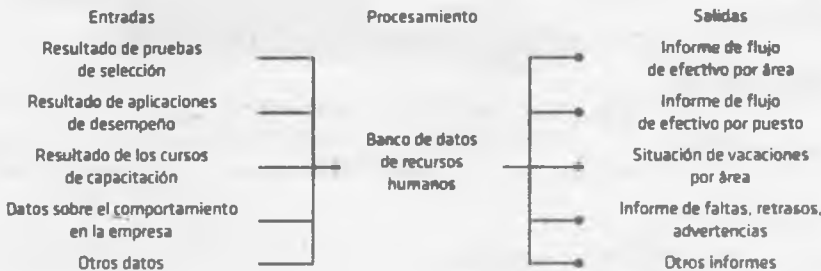 Entradas
Procesamiento
Salidas
Resultado de pruebas
de selección
Resultado de aplicaciones
de desempeño
Resultado de los cursos
de capacitación
Datos sobre el comportamiento
en la empresa
Otros datos
Banco de datos
de recursos
humanos
Informe de flujo
de efectivo por área
Informe de flujo
de efectivo por puesto
Situación de vacaciones
por área
Informe de faltas, retrasos,
advertencias
Otros informes